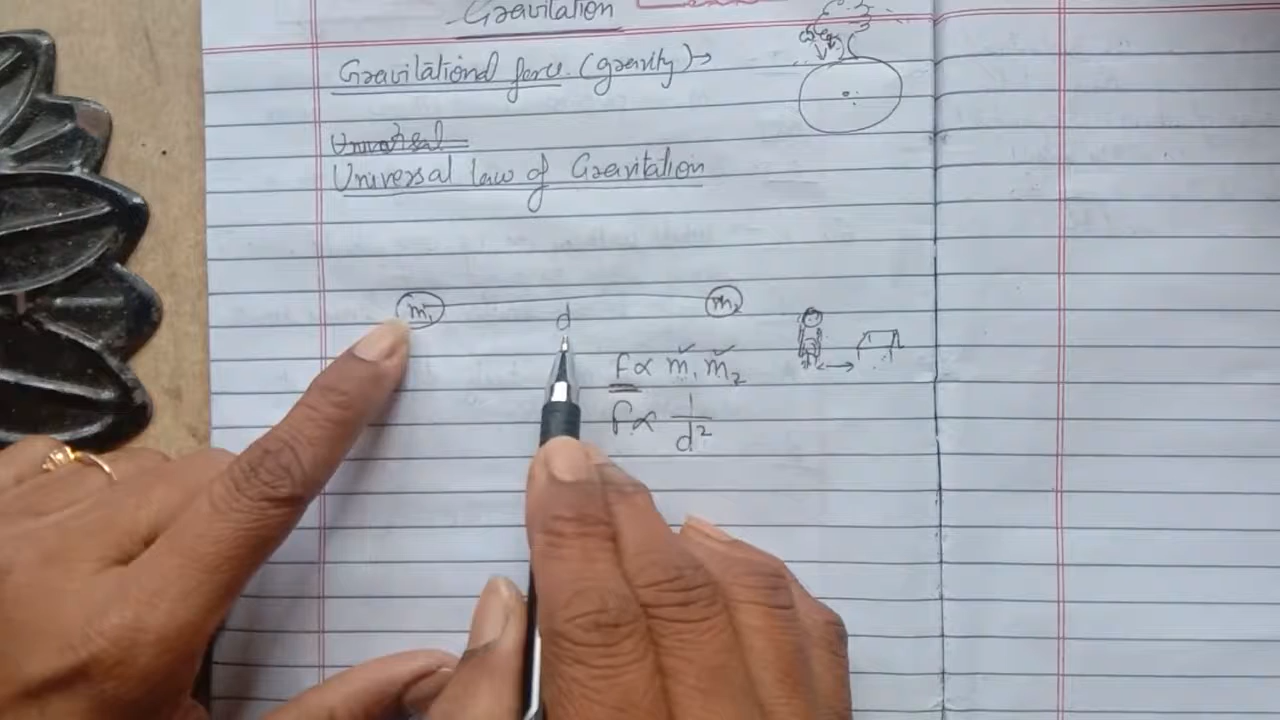 Gravitation
Gravitational force (gravity)→
Universal
Universal law of Gravitation
m₁ m₂
d
F∝ m₁ m₂
F∝ 1/d²